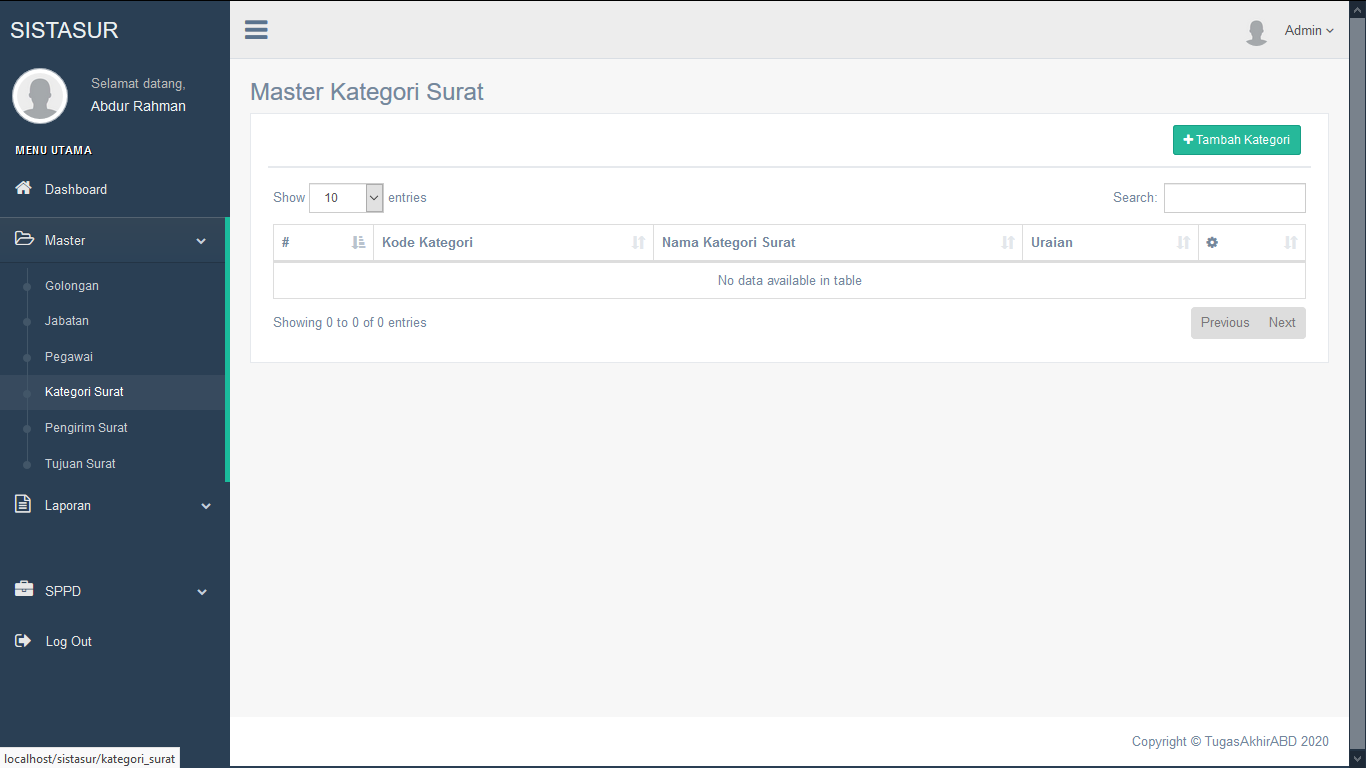 SISTASUR
Admin
Selamat datang,
Abdur Rahman
MENU UTAMA
Dashboard
Master
Golongan
Jabatan
Pegawai
Kategori Surat
Pengirim Surat
Tujuan Surat
Laporan
SPPD
Log Out
Master Kategori Surat
Tambah Kategori
Show 10 entries Search:
# Kode Kategori Nama Kategori Surat Uraian
No data available in table
Showing 0 to 0 of 0 entries Previous Next
Copyright © TugasAkhirABD 2020
localhost/sistasur/kategori_surat